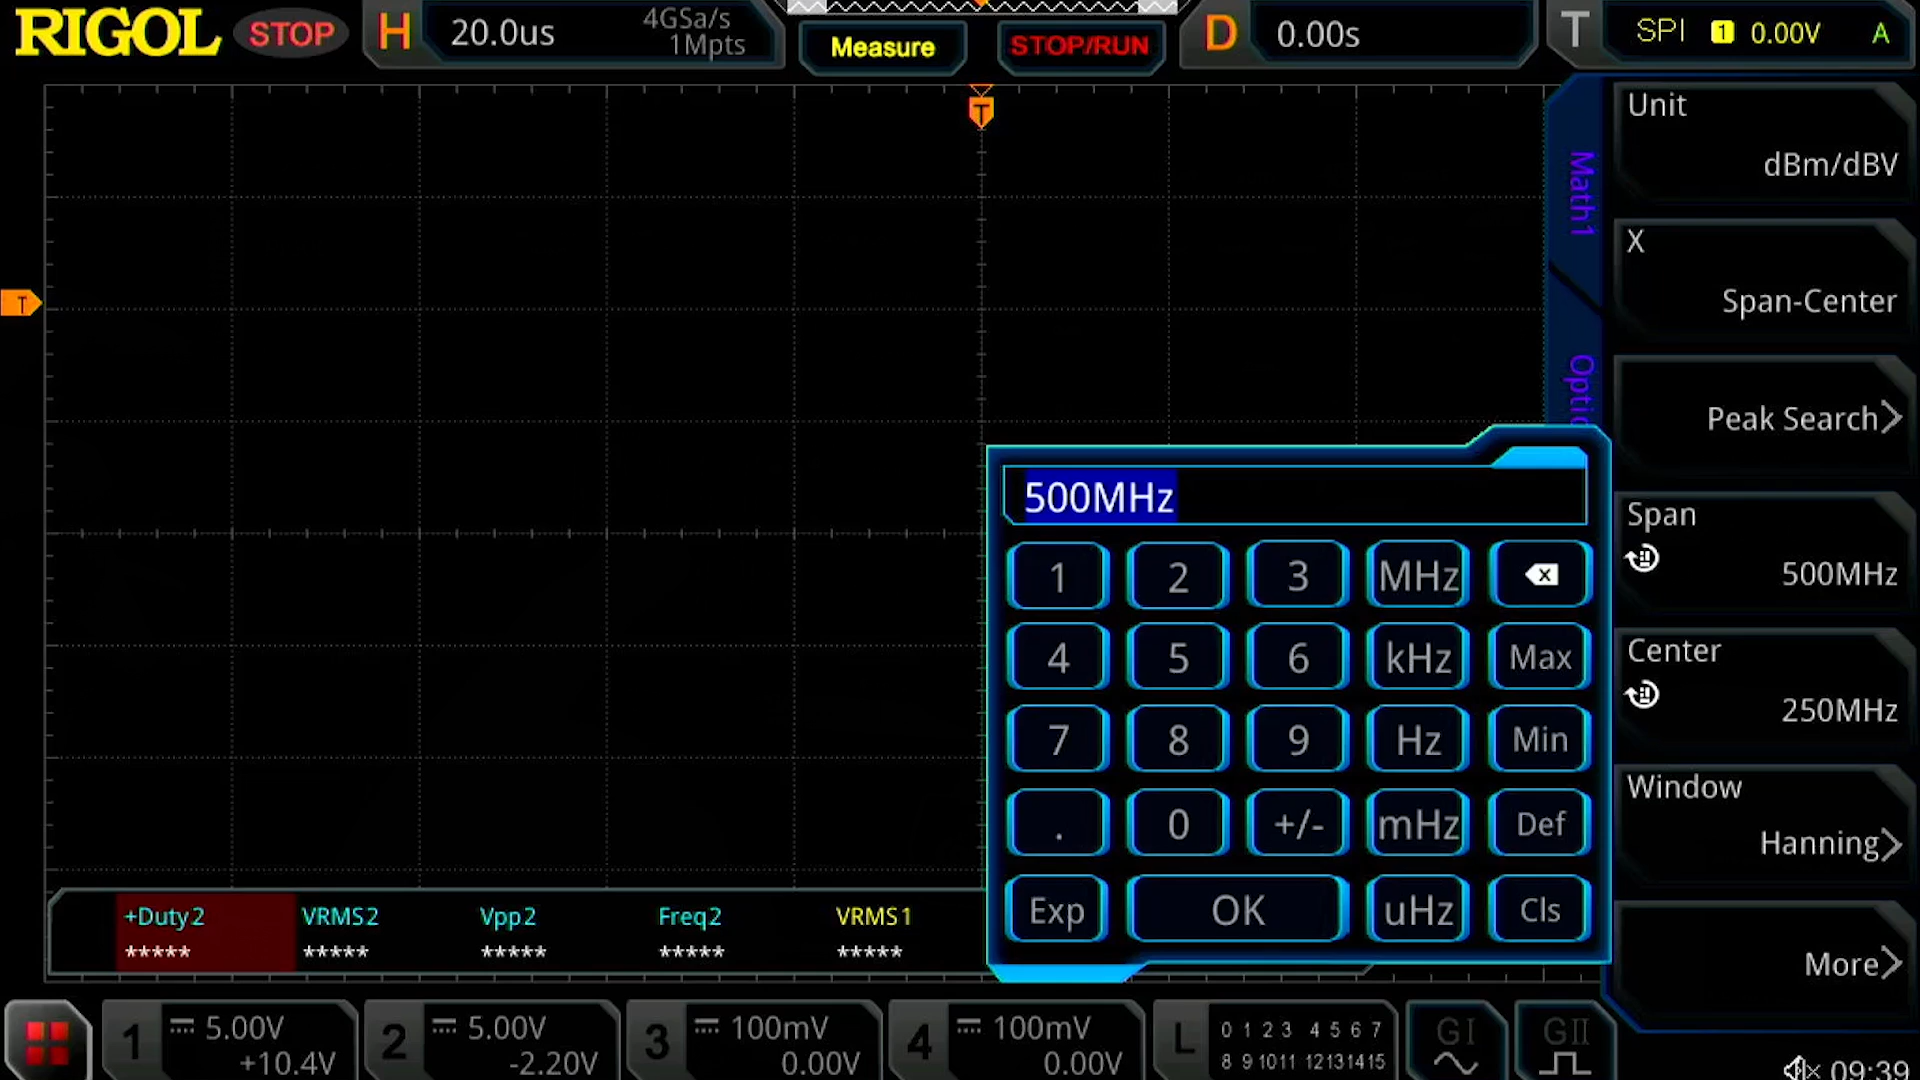 RIGOL STOP H 20.0us 4GSa/s 1Mpts Measure STOP/RUN D 0.00s T SPI 1 0.00V A
T
T
Math1
Unit
dBm/dBV
X
Span-Center
Peak Search
500MHz
Span
500MHz
1 2 3 MHz
4 5 6 kHz Max
Center
250MHz
7 8 9 Hz Min
. 0 +/- mHz Def
Window
Hanning
Exp OK uHz Cls
More
+Duty2 VRMS2 Vpp2 Freq2 VRMS1
***** ***** ***** ***** *****
1 5.00V +10.4V
2 5.00V -2.20V
3 100mV 0.00V
4 100mV 0.00V
L 0 1 2 3 4 5 6 7
8 9 10 11 12 13 14 15
GI GII
09:39